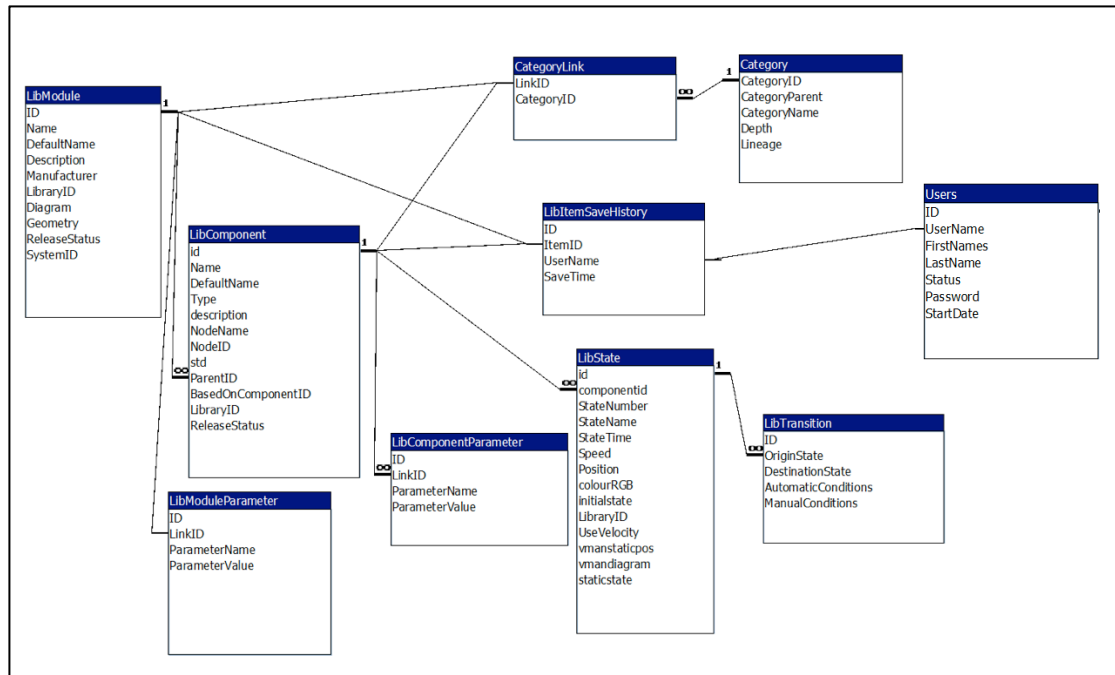 LibModule
ID
Name
DefaultName
Description
Manufacturer
LibraryID
Diagram
Geometry
ReleaseStatus
SystemID
1
LibComponent
id
Name
DefaultName
Type
description
NodeName
NodeID
std
ParentID
BasedOnComponentID
LibraryID
ReleaseStatus
1
∞
LibModuleParameter
ID
LinkID
ParameterName
ParameterValue
CategoryLink
LinkID
CategoryID
∞
1
Category
CategoryID
CategoryParent
CategoryName
Depth
Lineage
LibItemSaveHistory
ID
ItemID
UserName
SaveTime
Users
ID
UserName
FirstNames
LastName
Status
Password
StartDate
LibComponentParameter
ID
LinkID
ParameterName
ParameterValue
∞
LibState
id
componentid
StateNumber
StateName
StateTime
Speed
Position
colourRGB
initialstate
LibraryID
UseVelocity
vmanstaticpos
vmandiagram
staticstate
∞
1
LibTransition
ID
OriginState
DestinationState
AutomaticConditions
ManualConditions
∞